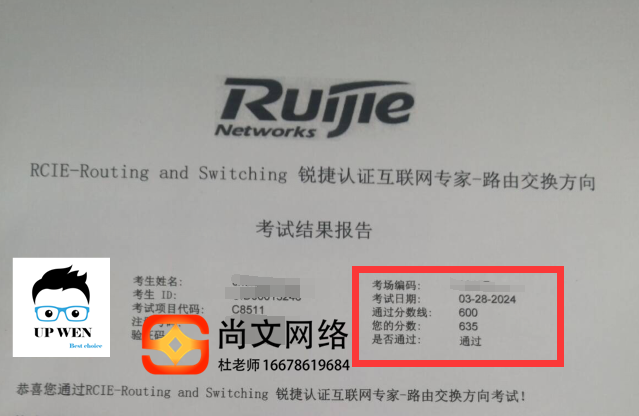 Ruijie
Networks
RCIE-Routing and Switching 锐捷认证互联网专家-路由交换方向
考试结果报告
考生姓名:
考生 ID:
考试项目代码: C8511
考场编码:
考试日期: 03-28-2024
通过分数线: 600
您的分数: 635
是否通过: 通过
UP WEN
Best choice
尚文网络
杜老师 16678619684
恭喜您通过RCIE-Routing and Switching 锐捷认证互联网专家-路由交换方向考试!